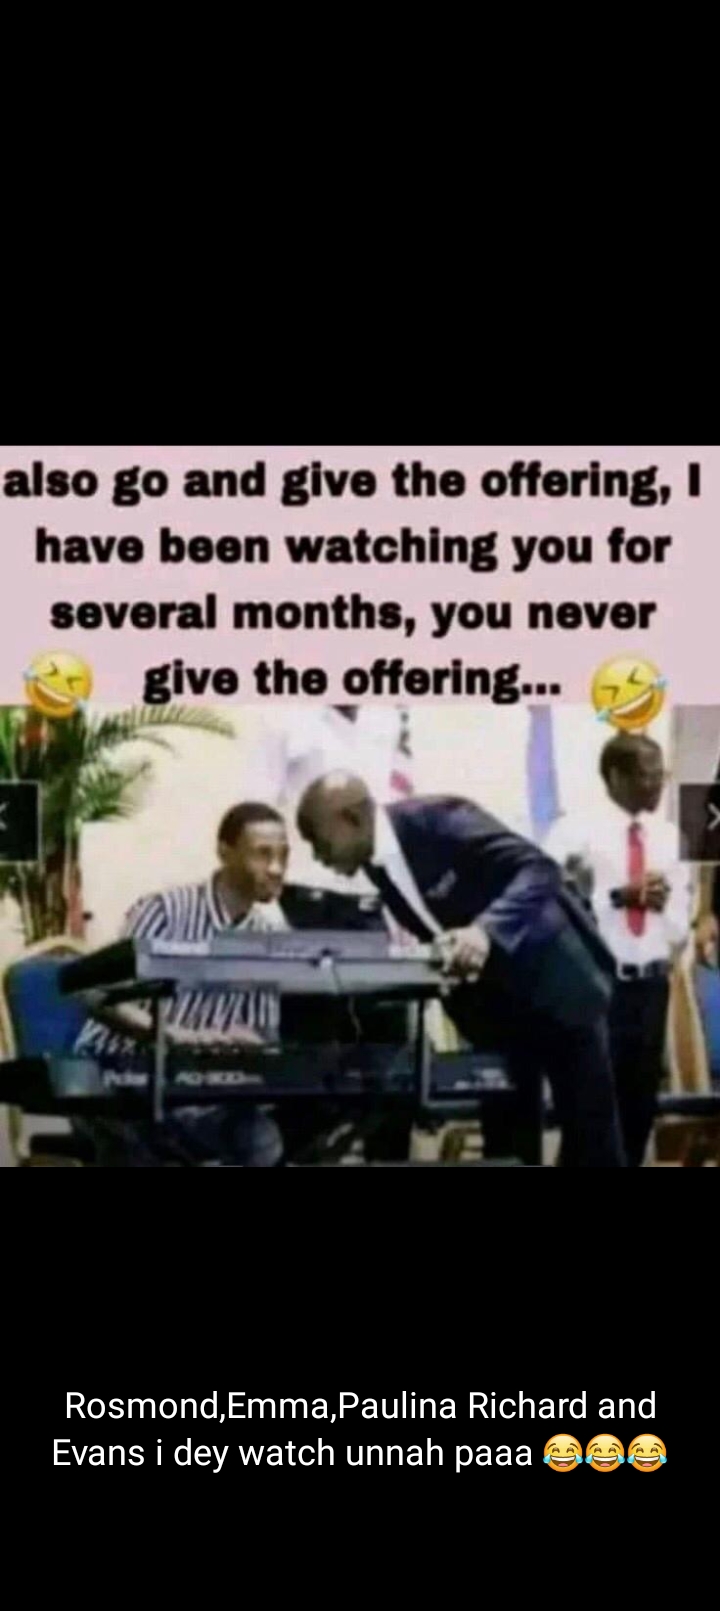 also go and give the offering, I
have been watching you for
several months, you never
🤣 give the offering... 🤣
Rosmond,Emma,Paulina Richard and
Evans i dey watch unnah paaa 😂😂😂